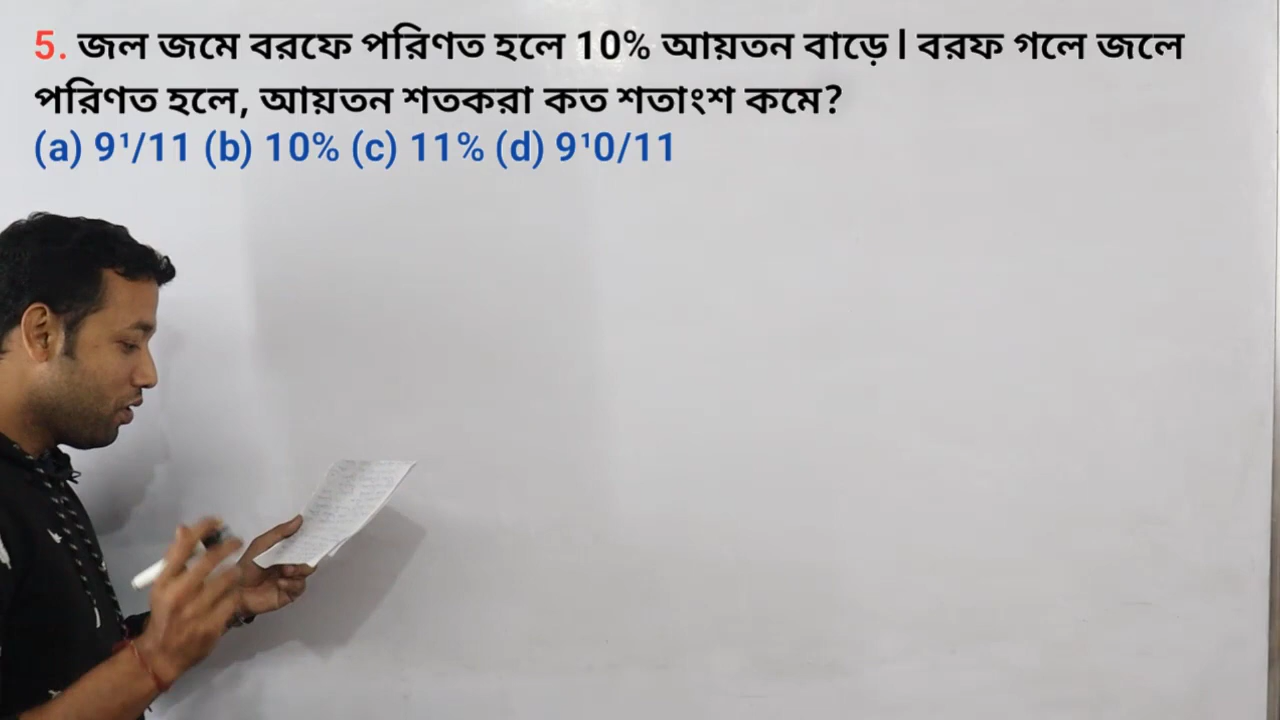 5. জল জমে বরফে পরিণত হলে 10% আয়তন বাড়ে। বরফ গলে জলে
পরিণত হলে, আয়তন শতকরা কত শতাংশ কমে?
(a) 9¹/11 (b) 10% (c) 11% (d) 9¹0/11